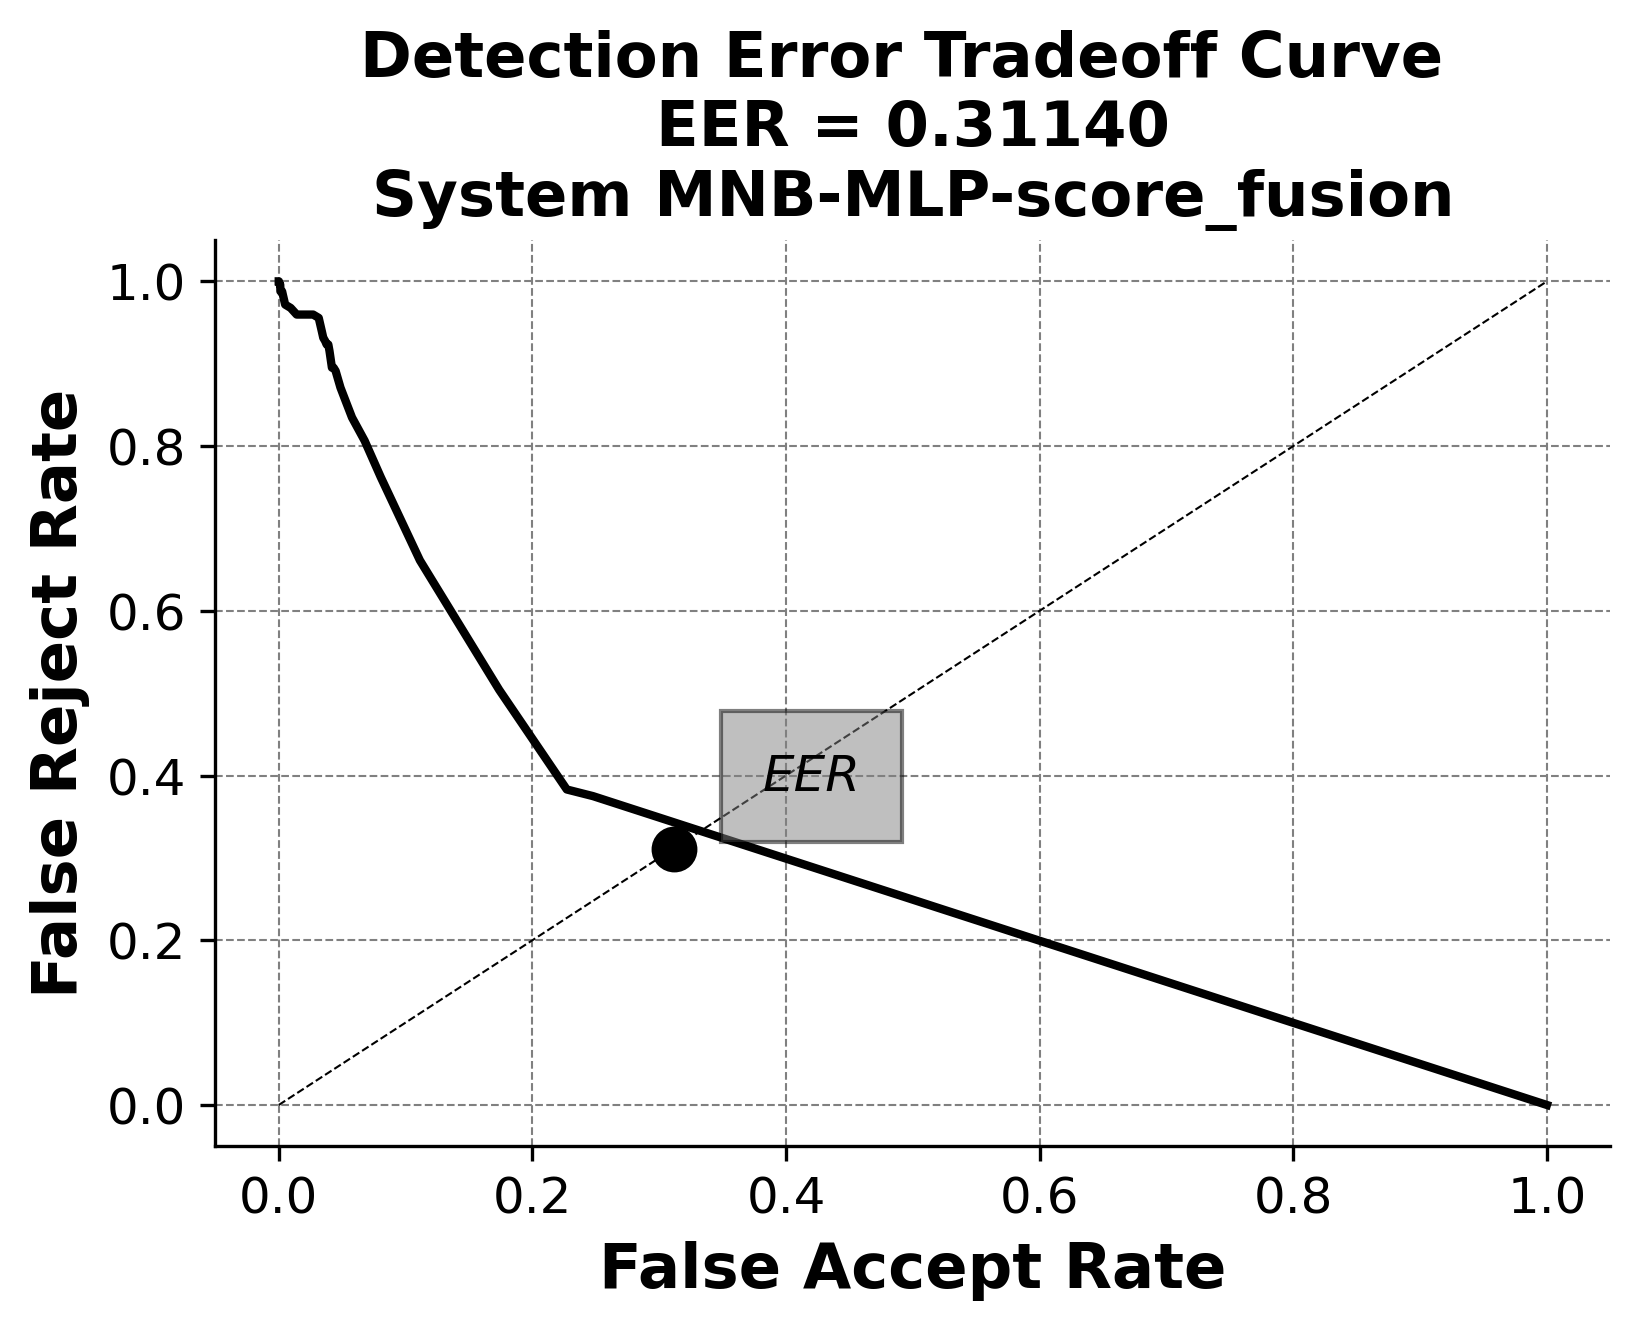 Detection Error Tradeoff Curve
EER = 0.31140
System MNB-MLP-score_fusion
1.0
0.8
0.6
0.4
0.2
0.0
False Reject Rate
EER
0.0 0.2 0.4 0.6 0.8 1.0
False Accept Rate